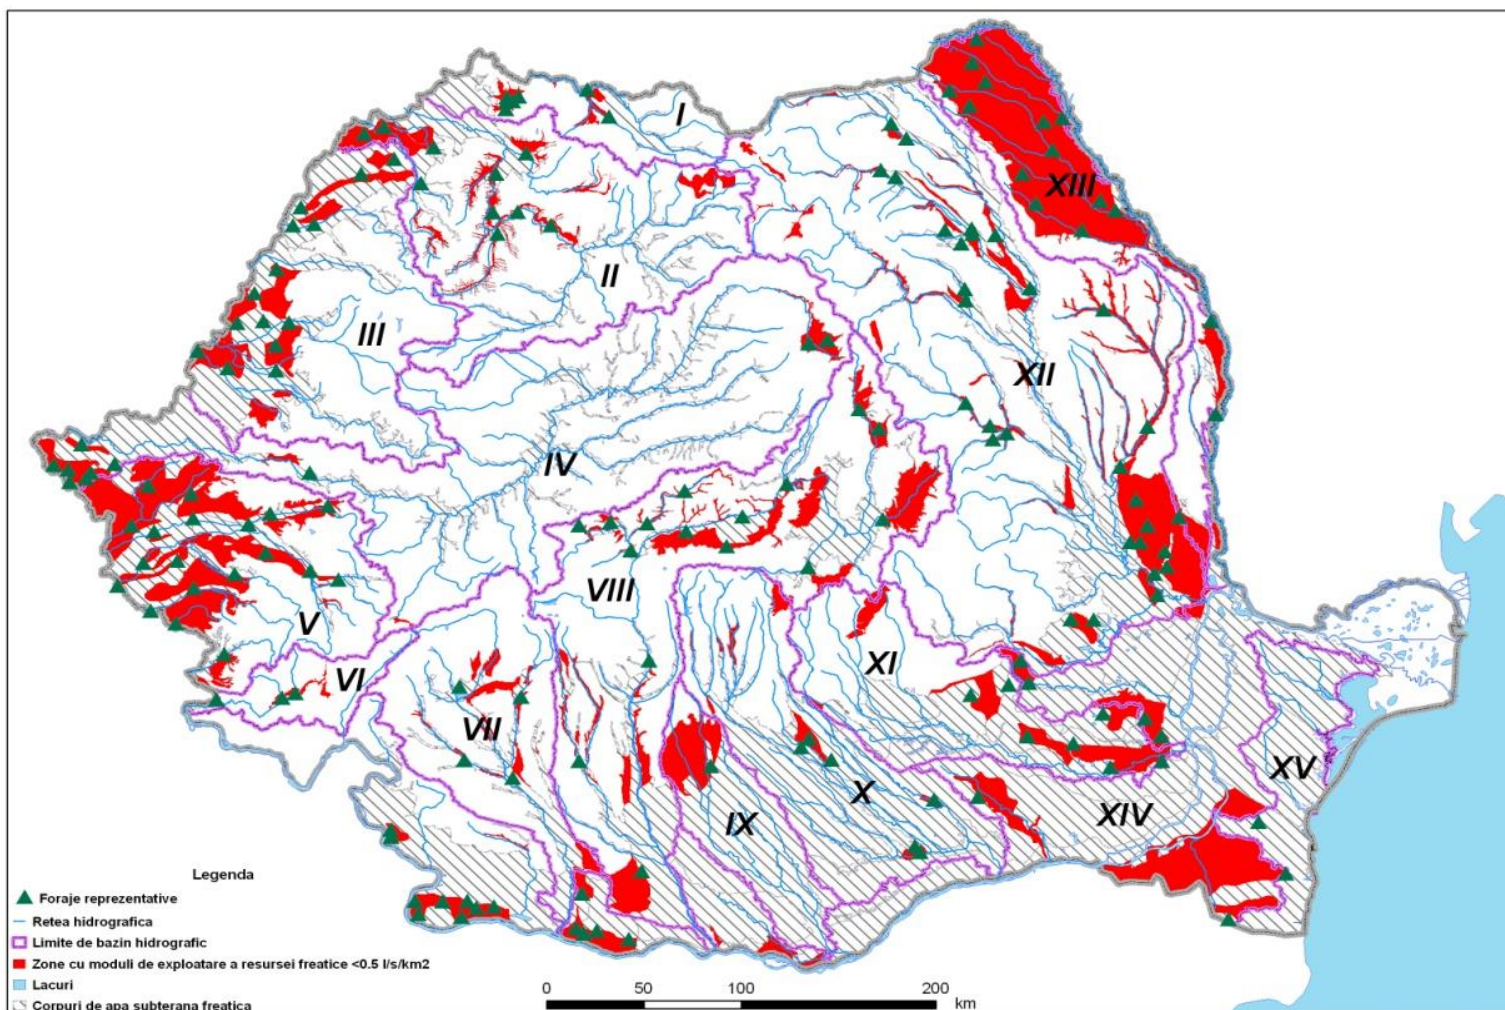 I
XIII
II
III
XII
IV
VIII
V
XI
VI
VII
XV
X
XIV
IX
Legenda
Foraje reprezentative
Retea hidrografica
Limite de bazin hidrografic
Zone cu moduli de exploatare a resursei freatice <0.5 l/s/km2
Lacuri
Corpuri de apa subterana freatica
0 50 100 200
km